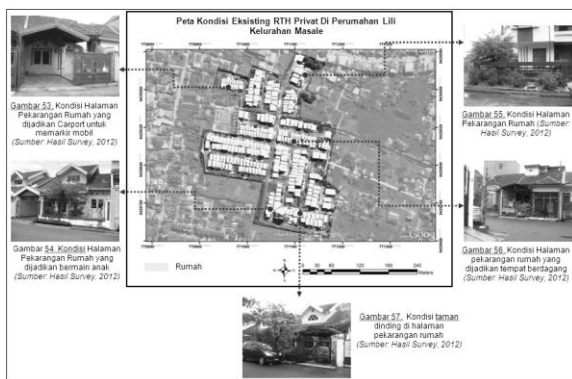 Peta Kondisi Eksisting RTH Privat Di Perumahan Lili
Kelurahan Masale
Gambar 53. Kondisi Halaman
Pekarangan Rumah yang
dijadikan Carport untuk
memarkir mobil
(Sumber: Hasil Survey, 2012)
Gambar 54. Kondisi Halaman
Pekarangan Rumah yang
dijadikan bermain anak
(Sumber: Hasil Survey, 2012)
Gambar 55. Kondisi Halaman
Pekarangan Rumah (Sumber:
Hasil Survey, 2012)
Gambar 56. Kondisi Halaman
pekarangan rumah yang
dijadikan tempat berdagang
(Sumber: Hasil Survey, 2012)
Rumah
Meters
Gambar 57. Kondisi taman
dinding di halaman
pekarangan rumah
(Sumber: Hasil Survey, 2012)